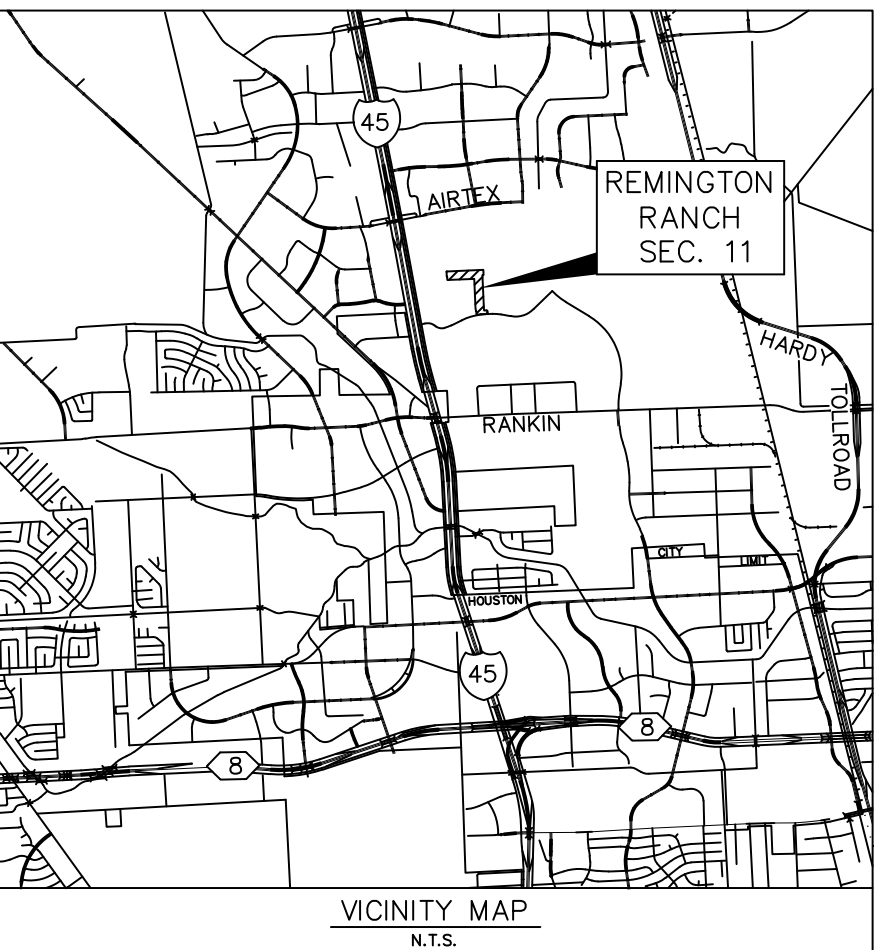 45
AIRTEX
REMINGTON
RANCH
SEC. 11
HARDY
TOLLROAD
RANKIN
CITY
LIMIT
HOUSTON
45
8
8
VICINITY MAP
N.T.S.